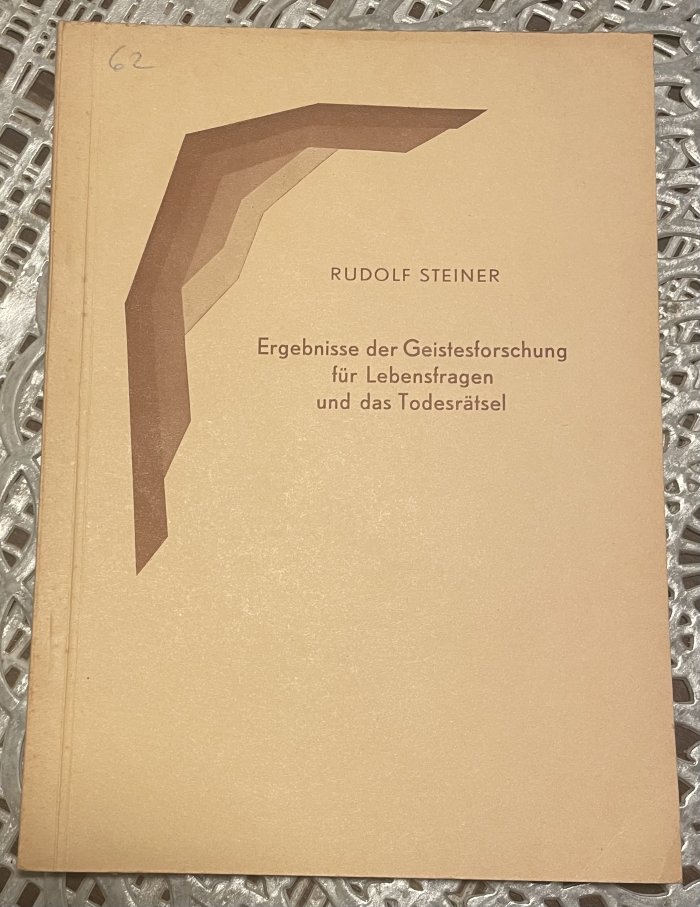 62
RUDOLF STEINER
Ergebnisse der Geistesforschung
für Lebensfragen
und das Todesrätsel